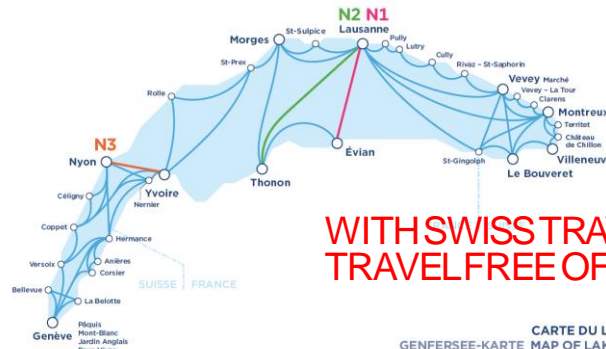 N2 N1
Lausanne
St-Sulpice
Morges
Pully
Lutry
Cully
St-Prex
Rivaz – St-Saphorin
Vevey Marché
Vevey – La Tour
Clarens
Montreux
Territet
Château
de Chillon
Villeneuv
Le Bouveret
St-Gingolph
Rolle
N3
Nyon
Yvoire
Nernier
Thonon
Évian
Céligny
Coppet
Hermance
Versoix
Anières
Corsier
Bellevue
La Belotte
Genève
Pâquis
Mont-Blanc
Jardin Anglais
SUISSE
FRANCE
WITH SWISS TRA
TRAVEL FREE OF
CARTE DU L
GENFERSEE-KARTE MAP OF LAK